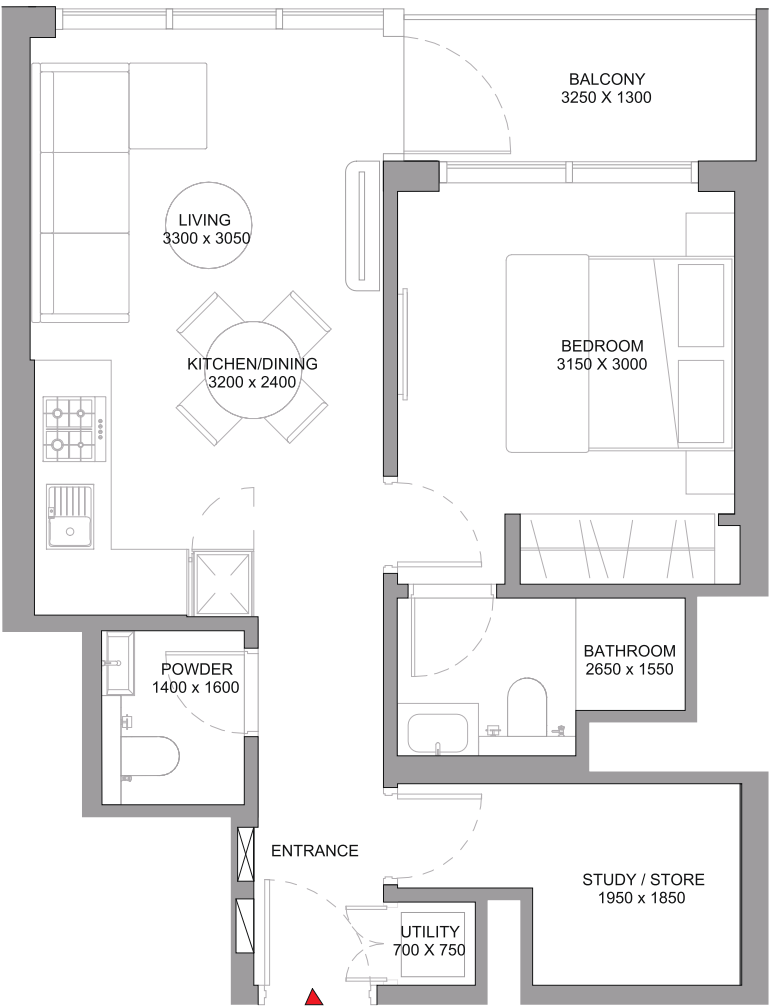 BALCONY
3250 X 1300
LIVING
3300 x 3050
BEDROOM
3150 X 3000
KITCHEN/DINING
3200 x 2400
BATHROOM
2650 x 1550
POWDER
1400 x 1600
ENTRANCE
STUDY / STORE
1950 x 1850
UTILITY
700 X 750